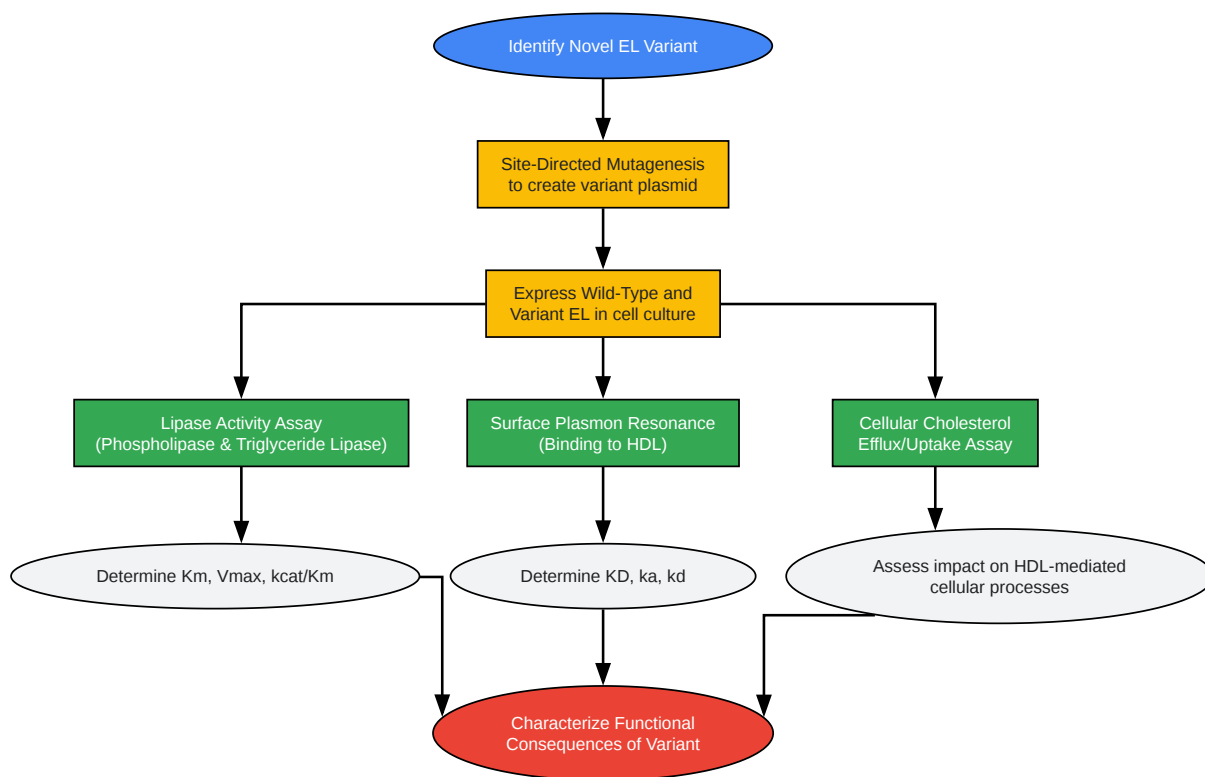 Identify Novel EL Variant
Site-Directed Mutagenesis
to create variant plasmid
Express Wild-Type and
Variant EL in cell culture
Lipase Activity Assay
(Phospholipase & Triglyceride Lipase)
Surface Plasmon Resonance
(Binding to HDL)
Cellular Cholesterol
Efflux/Uptake Assay
Determine Km, Vmax, kcat/Km
Determine KD, ka, kd
Assess impact on HDL-mediated
cellular processes
Characterize Functional
Consequences of Variant